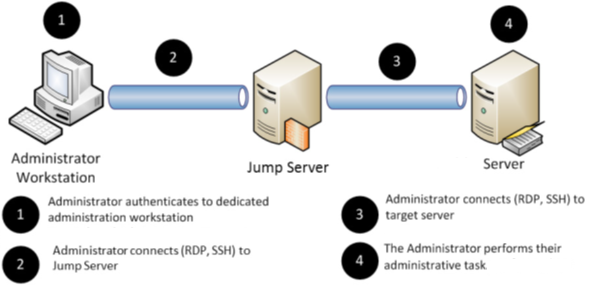 1
2
3
4
Administrator
Workstation
Jump Server
Server
1
Administrator authenticates to dedicated
administration workstation
2
Administrator connects (RDP, SSH) to
Jump Server
3
Administrator connects (RDP, SSH) to
target server
4
The Administrator performs their
administrative task